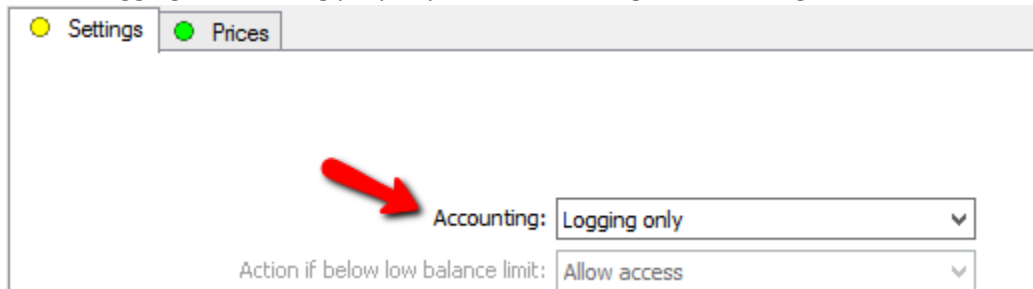 Settings Prices
Accounting: Logging only
Action if below low balance limit: Allow access